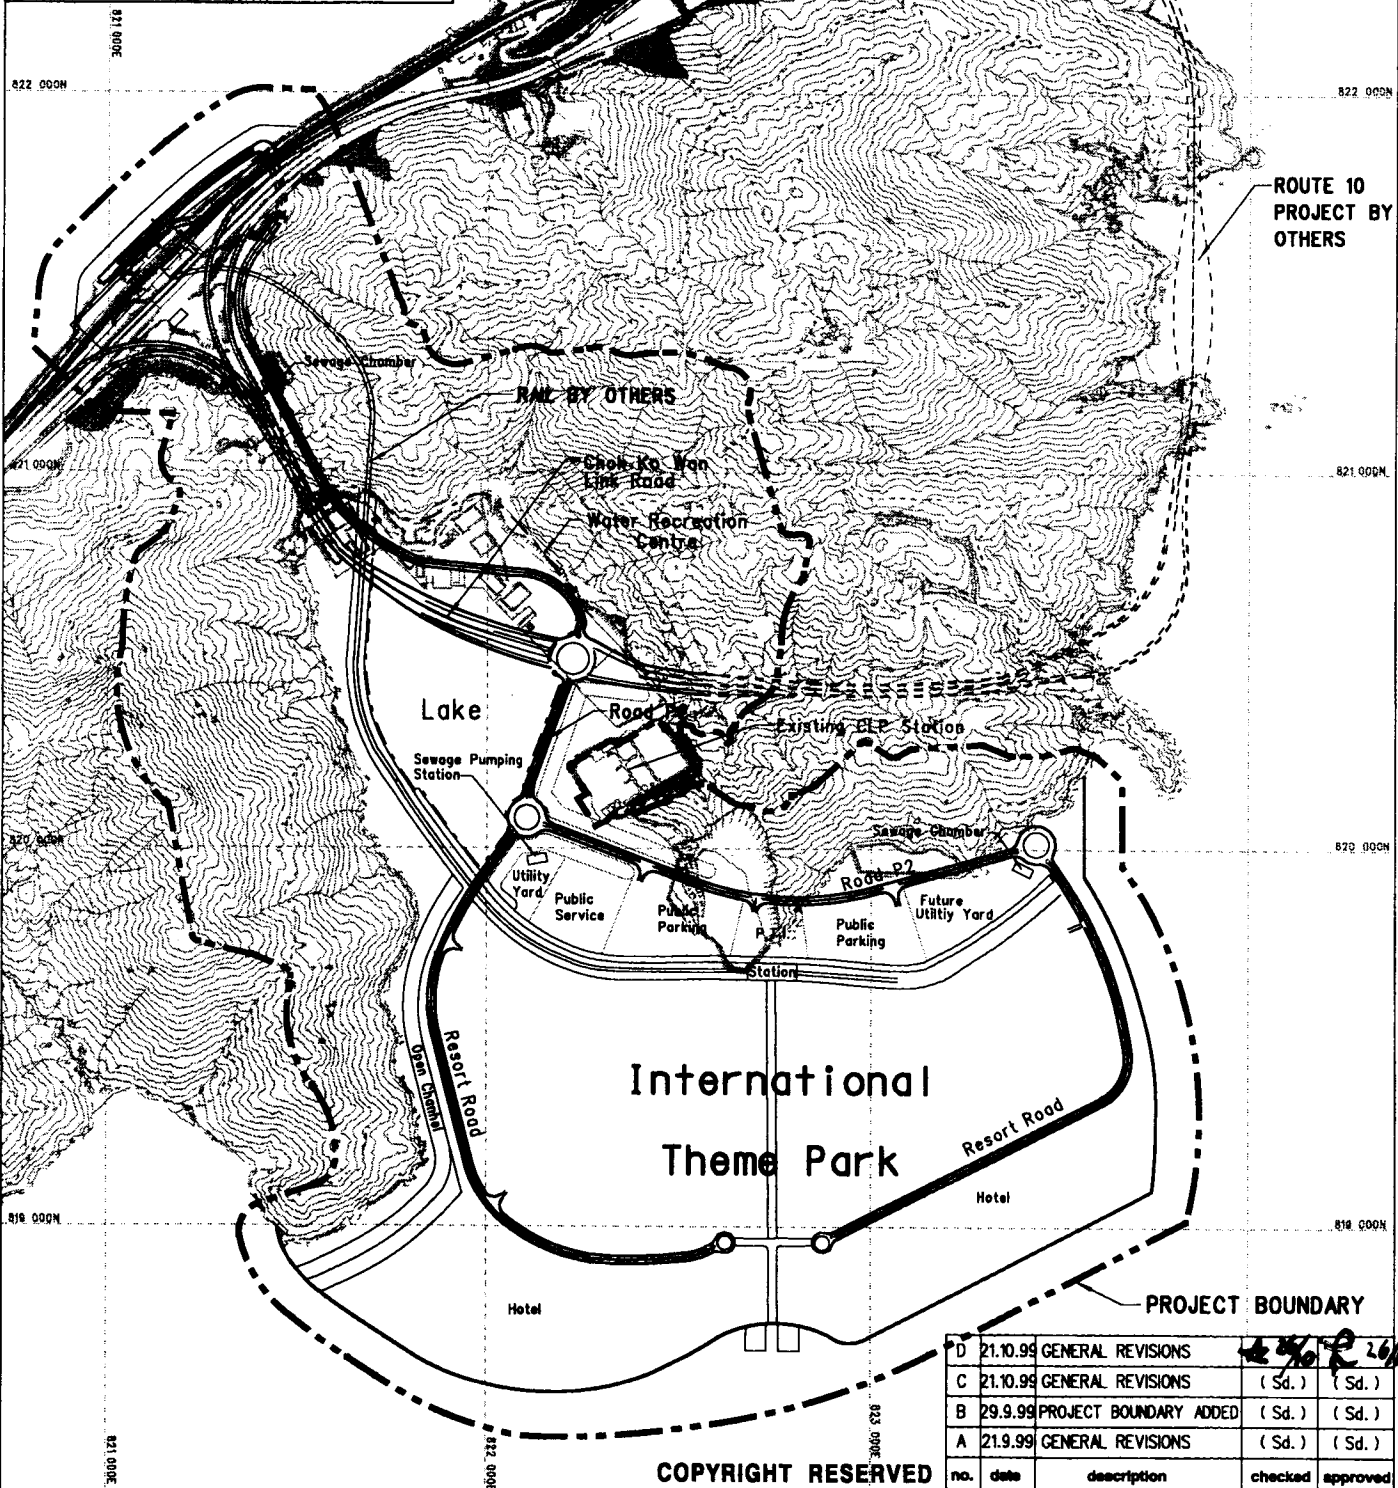 821 000E
822 000N
822 000N
ROUTE 10
PROJECT BY
OTHERS
Sewage Chamber
RAIL BY OTHERS
Chok Ko Wan
Link Road
821 000N
821 000N
Water Recreation
Centre
Lake
Road
Existing CLP Station
Sewage Pumping
Station
820 000N
Sewage Chamber
820 000N
Road P2
Utility
Yard
Public
Service
Public
Parking
P.T.I.
Public
Parking
Future
Utiltiy Yard
Station
Open Channel
Resort Road
International
Theme Park
Resort Road
Hotel
819 000N
819 000N
Hotel
PROJECT BOUNDARY
D 21.10.99 GENERAL REVISIONS
C 21.10.99 GENERAL REVISIONS (Sd.) (Sd.)
B 29.9.99 PROJECT BOUNDARY ADDED (Sd.) (Sd.)
A 21.9.99 GENERAL REVISIONS (Sd.) (Sd.)
no. date description checked approved
821 000E
822 000E
823 000E
COPYRIGHT RESERVED